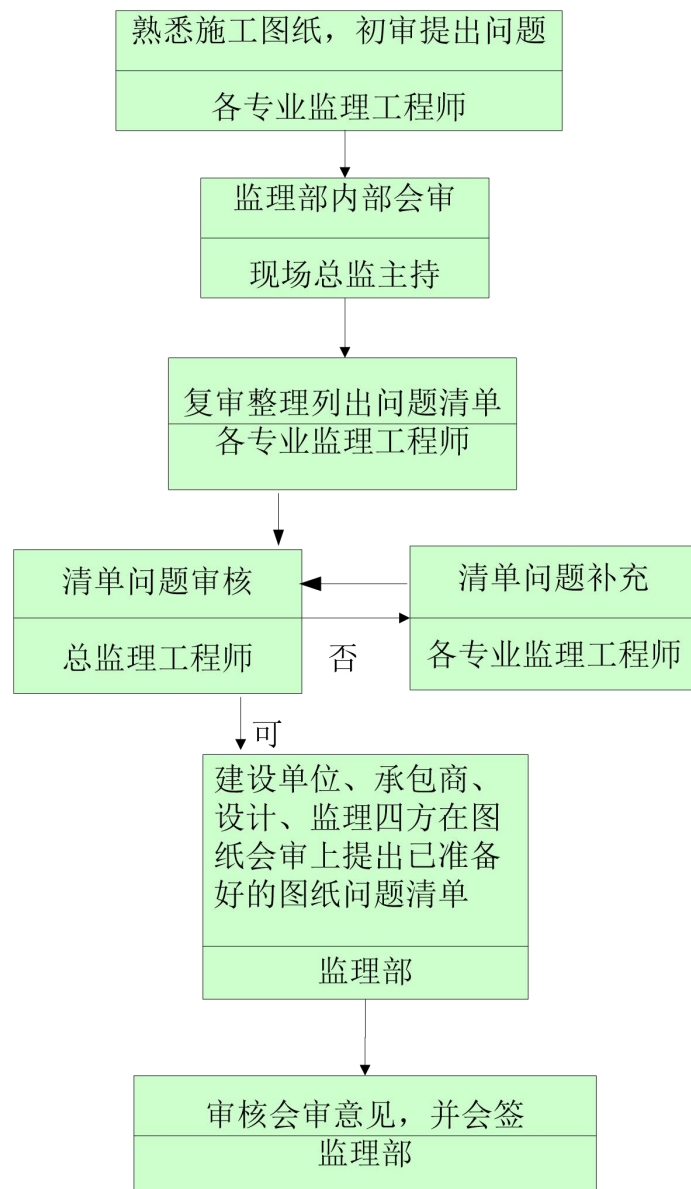 熟悉施工图纸，初审提出问题
各专业监理工程师
监理部内部会审
现场总监主持
复审整理列出问题清单
各专业监理工程师
清单问题审核
总监理工程师
否
清单问题补充
各专业监理工程师
可
建设单位、承包商、
设计、监理四方在图
纸会审上提出已准备
好的图纸问题清单
监理部
审核会审意见，并会签
监理部